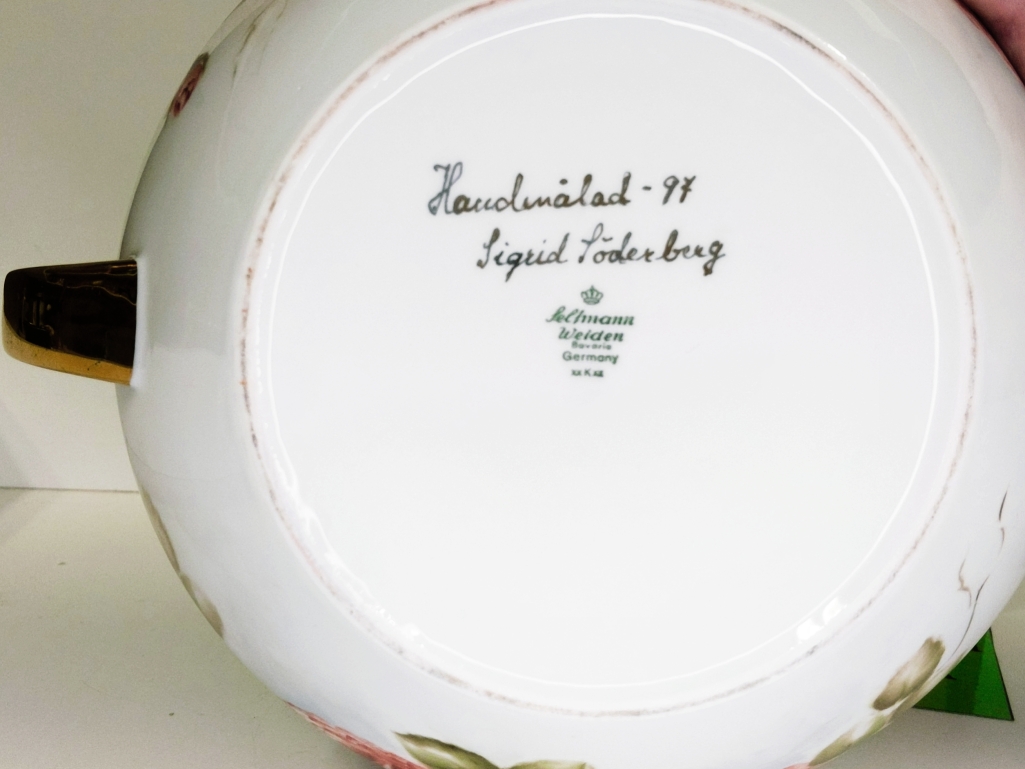 Handmålad - 97
Sigrid Söderberg
Seltmann
Weiden
Bavaria
Germany